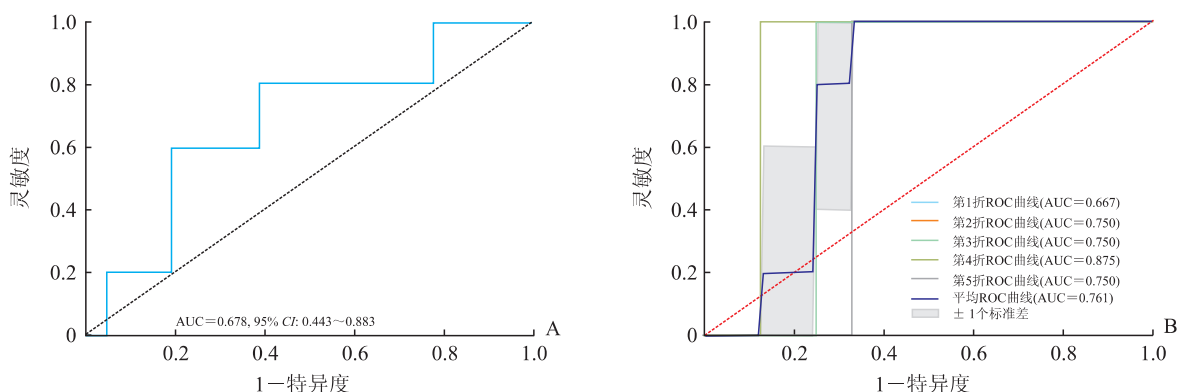 1.0
0.8
0.6
0.4
0.2
0
灵敏度
AUC＝0.678, 95% CI: 0.443～0.883
A
0.2
0.4
0.6
0.8
1.0
1－特异度
1.0
0.8
0.6
0.4
0.2
0
灵敏度
第1折ROC曲线(AUC＝0.667)
第2折ROC曲线(AUC＝0.750)
第3折ROC曲线(AUC＝0.750)
第4折ROC曲线(AUC＝0.875)
第5折ROC曲线(AUC＝0.750)
平均ROC曲线(AUC＝0.761)
± 1个标准差
B
0.2
0.4
0.6
0.8
1.0
1－特异度